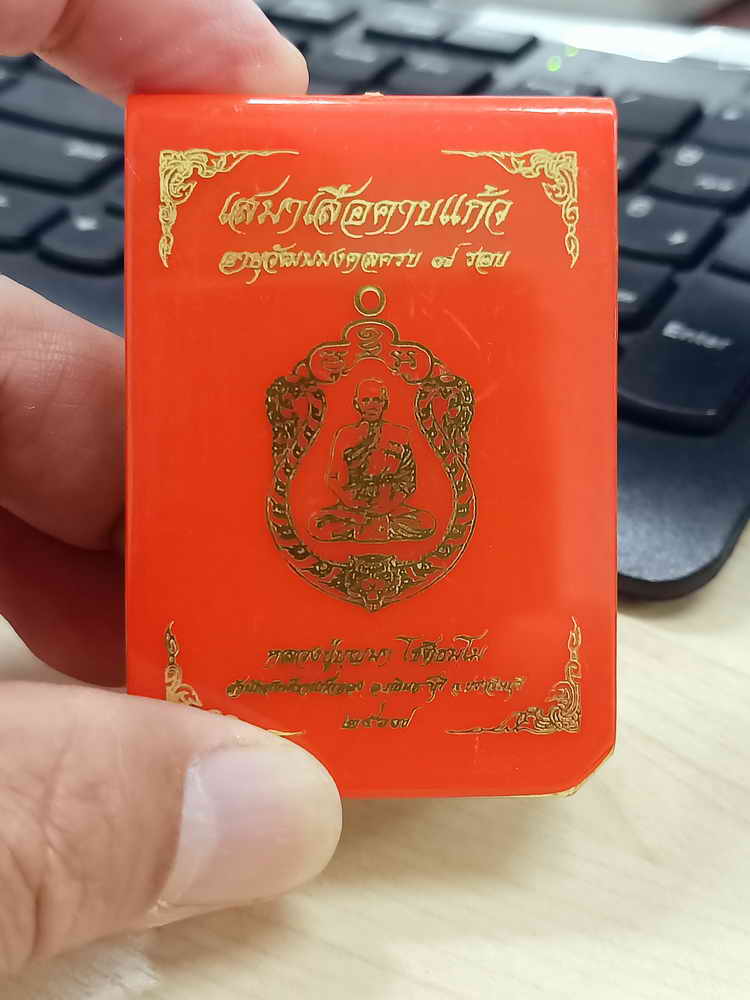 เสมาเสือคาบแก้ว
อายุวัฒนมงคลครบ ๗ รอบ
หลวงปู่บุญมา โชติธมฺโม
๒๕๖๗
Enter